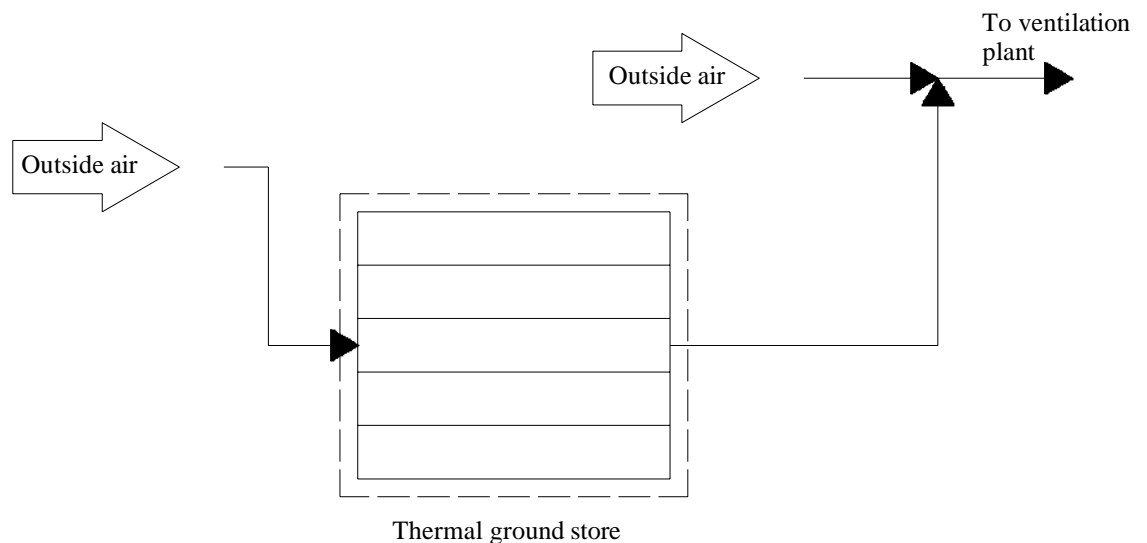 To ventilation
plant
Outside air
Outside air
Thermal ground store